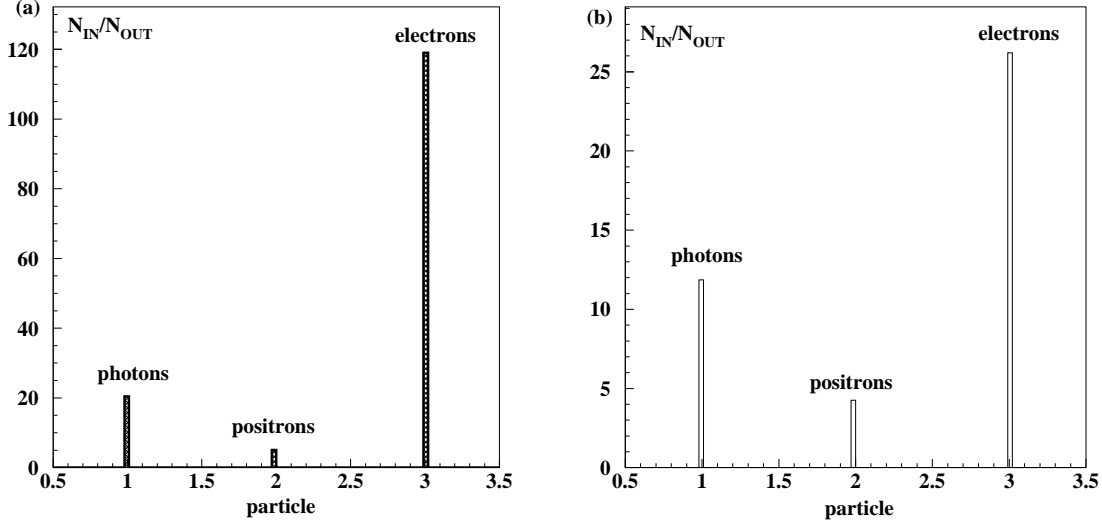 (a)
N_IN/N_OUT
electrons
120
100
80
60
40
photons
20
positrons
0
0.5 1 1.5 2 2.5 3 3.5
particle
(b)
N_IN/N_OUT
electrons
25
20
15
photons
10
positrons
5
0
0.5 1 1.5 2 2.5 3 3.5
particle